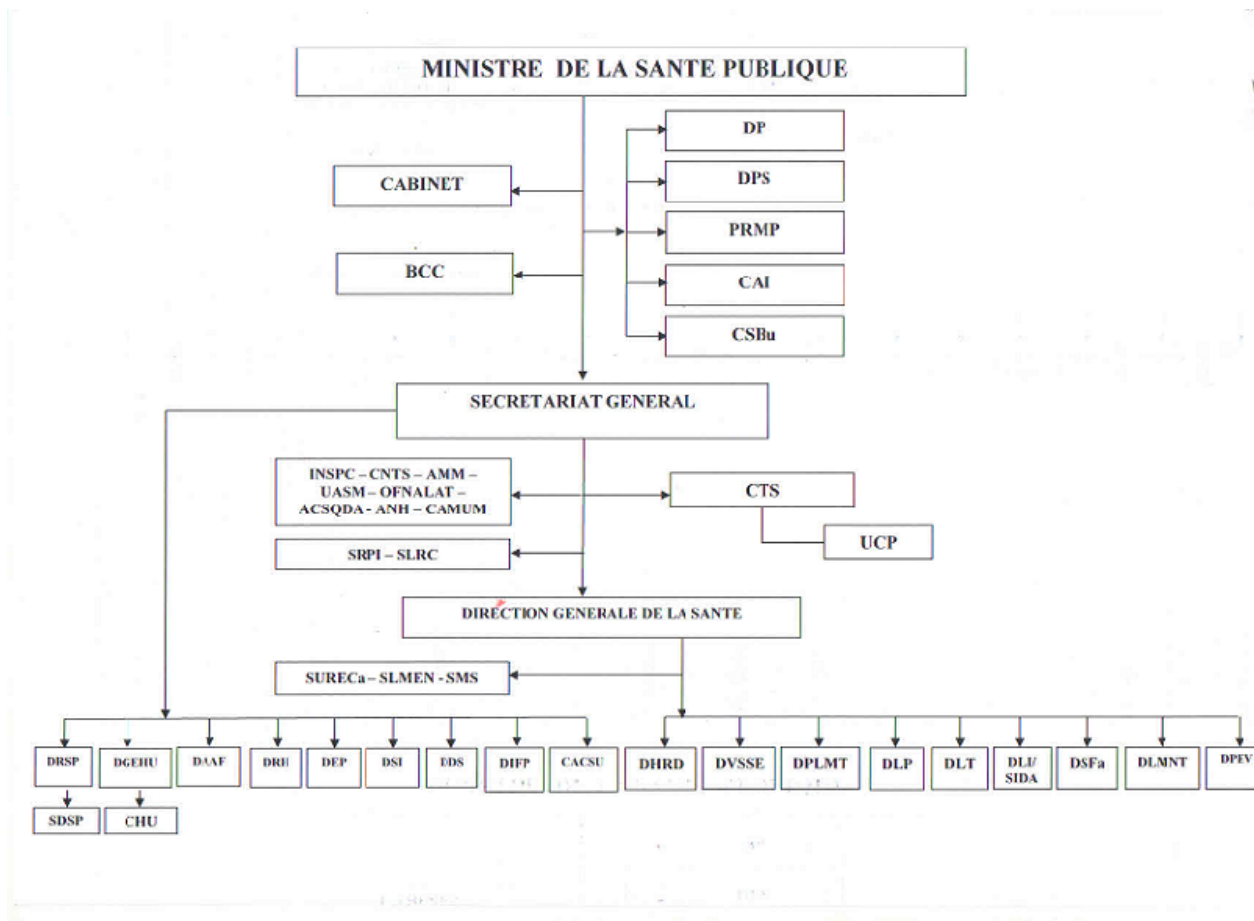 MINISTRE DE LA SANTE PUBLIQUE
DP
CABINET
DPS
PRMP
BCC
CAI
CSBu
SECRETARIAT GENERAL
INSPC – CNTS – AMM –
UASM – OFNALAT –
ACSQDA - ANH – CAMUM
CTS
UCP
SRPI – SLRC
DIRECTION GENERALE DE LA SANTE
SURECa – SLMEN - SMS
DRSP
DGEHU
DAAF
DRH
DEP
DSI
DDS
DIFP
CACSU
DHRD
DVSSE
DPLMT
DLP
DLT
DLI/
SIDA
DSFa
DLMNT
DPEV
SDSP
CHU